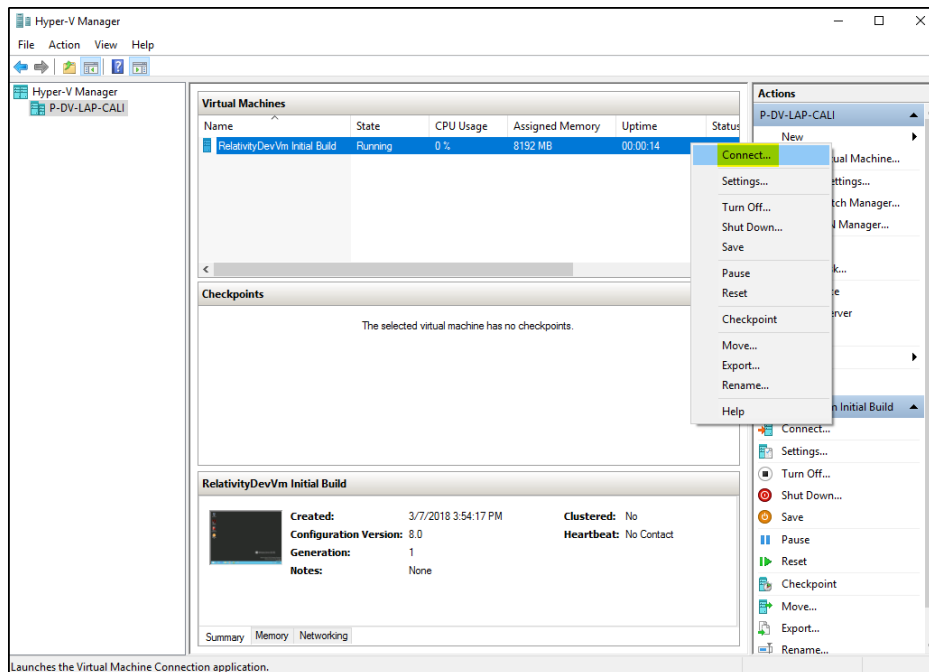 Hyper-V Manager
File Action View Help
Hyper-V Manager
P-DV-LAP-CALI
Virtual Machines
Name State CPU Usage Assigned Memory Uptime Status
RelativityDevVm Initial Build Running 0 % 8192 MB 00:00:14
Connect...
Settings...
Turn Off...
Shut Down...
Save
Pause
Reset
Checkpoint
Move...
Export...
Rename...
Help
Checkpoints
The selected virtual machine has no checkpoints.
RelativityDevVm Initial Build
Created: 3/7/2018 3:54:17 PM Clustered: No
Configuration Version: 8.0 Heartbeat: No Contact
Generation: 1
Notes: None
Summary Memory Networking
Actions
P-DV-LAP-CALI
New
ual Machine...
ettings...
tch Manager...
N Manager...
k...
e
erver
n Initial Build
Connect...
Settings...
Turn Off...
Shut Down...
Save
Pause
Reset
Checkpoint
Move...
Export...
Rename...
Launches the Virtual Machine Connection application.